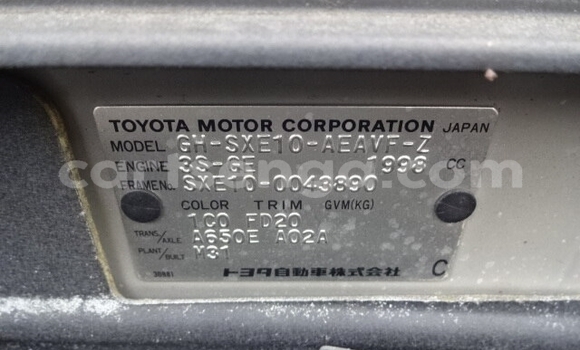 TOYOTA MOTOR CORPORATION JAPAN
MODEL GH-SXE10-AEAVF-Z
ENGINE 3S-GE 1998 CC
FRAME No. SXE10-0043890
COLOR TRIM GVM(KG)
1C0 FD20
TRANS./AXLE A650E A02A
PLANT/BUILT M31
トヨタ自動車株式会社 C